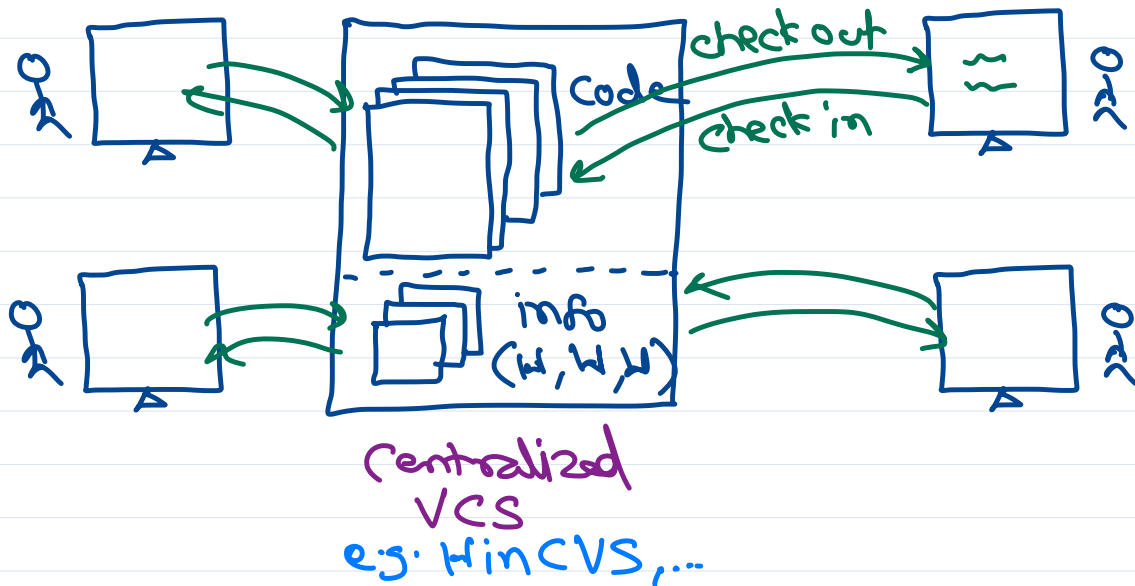 check out
code
check in
info
(W, W, W)
Centralized
VCS
e.g. WinCVS,...